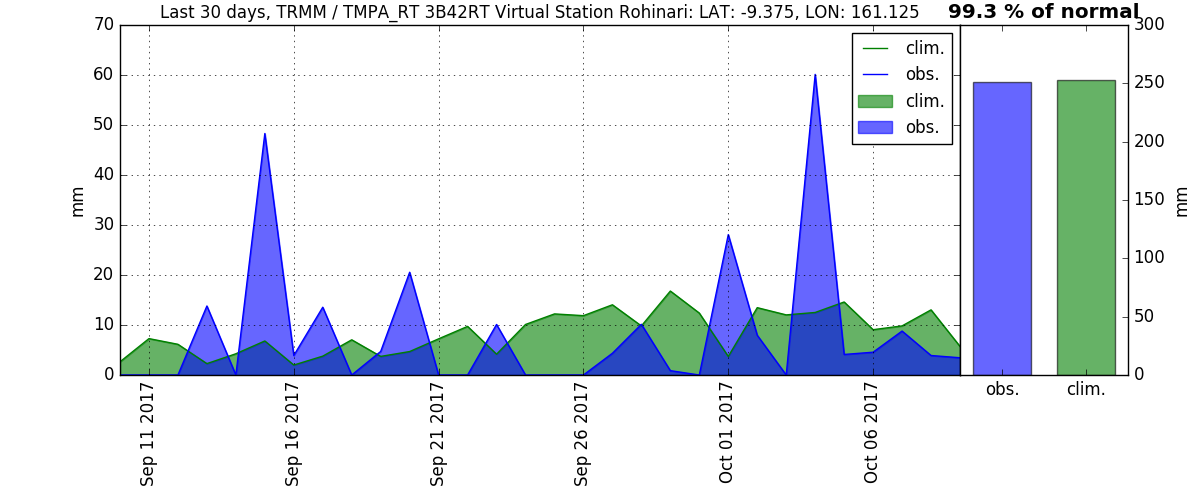 Last 30 days, TRMM / TMPA_RT 3B42RT Virtual Station Rohinari: LAT: -9.375, LON: 161.125
99.3 % of normal
70
60
50
40
30
20
10
0
mm
clim.
obs.
clim.
obs.
Sep 11 2017
Sep 16 2017
Sep 21 2017
Sep 26 2017
Oct 01 2017
Oct 06 2017
300
250
200
150
100
50
0
mm
obs.
clim.